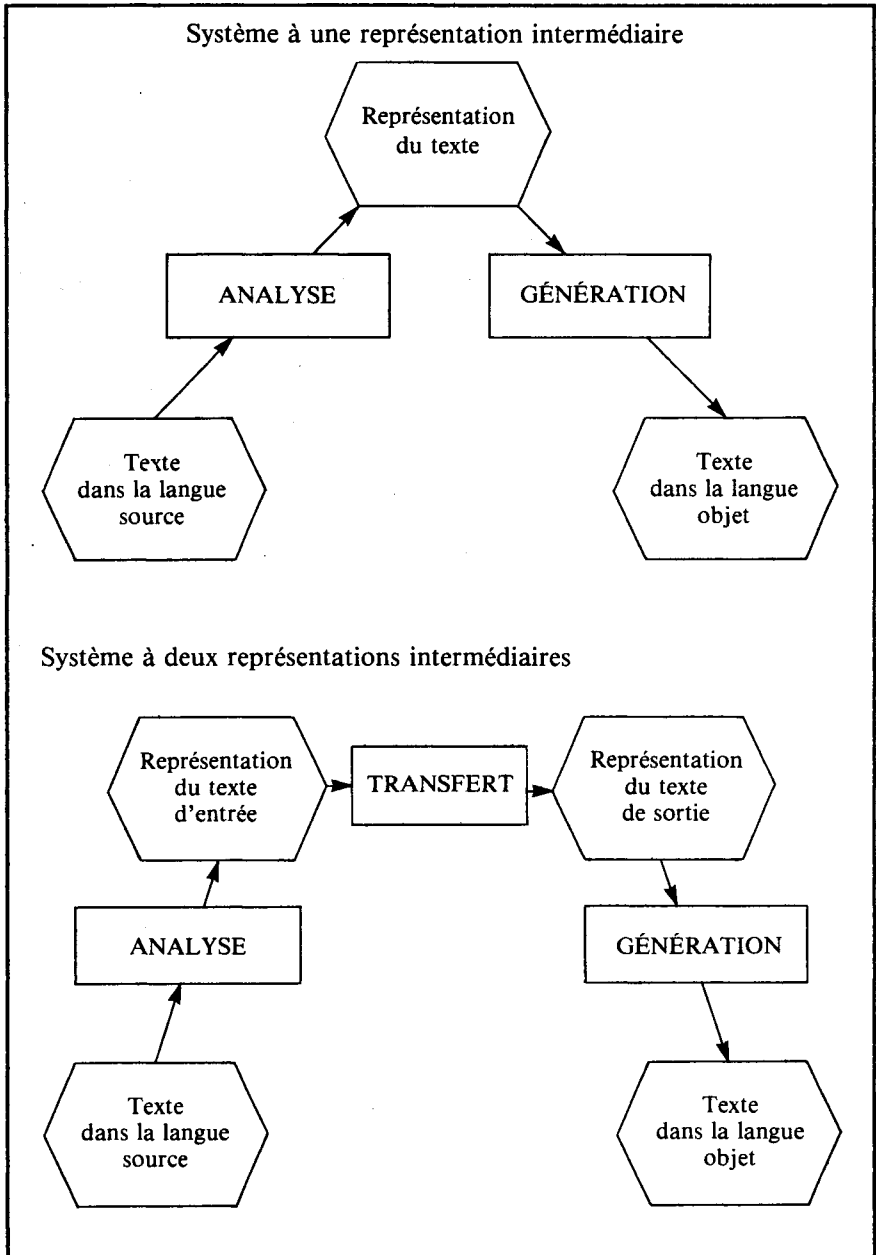 Système à une représentation intermédiaire
Représentation
du texte
ANALYSE
GÉNÉRATION
Texte
dans la langue
source
Texte
dans la langue
objet
Système à deux représentations intermédiaires
Représentation
du texte
d'entrée
TRANSFERT
Représentation
du texte
de sortie
ANALYSE
GÉNÉRATION
Texte
dans la langue
source
Texte
dans la langue
objet